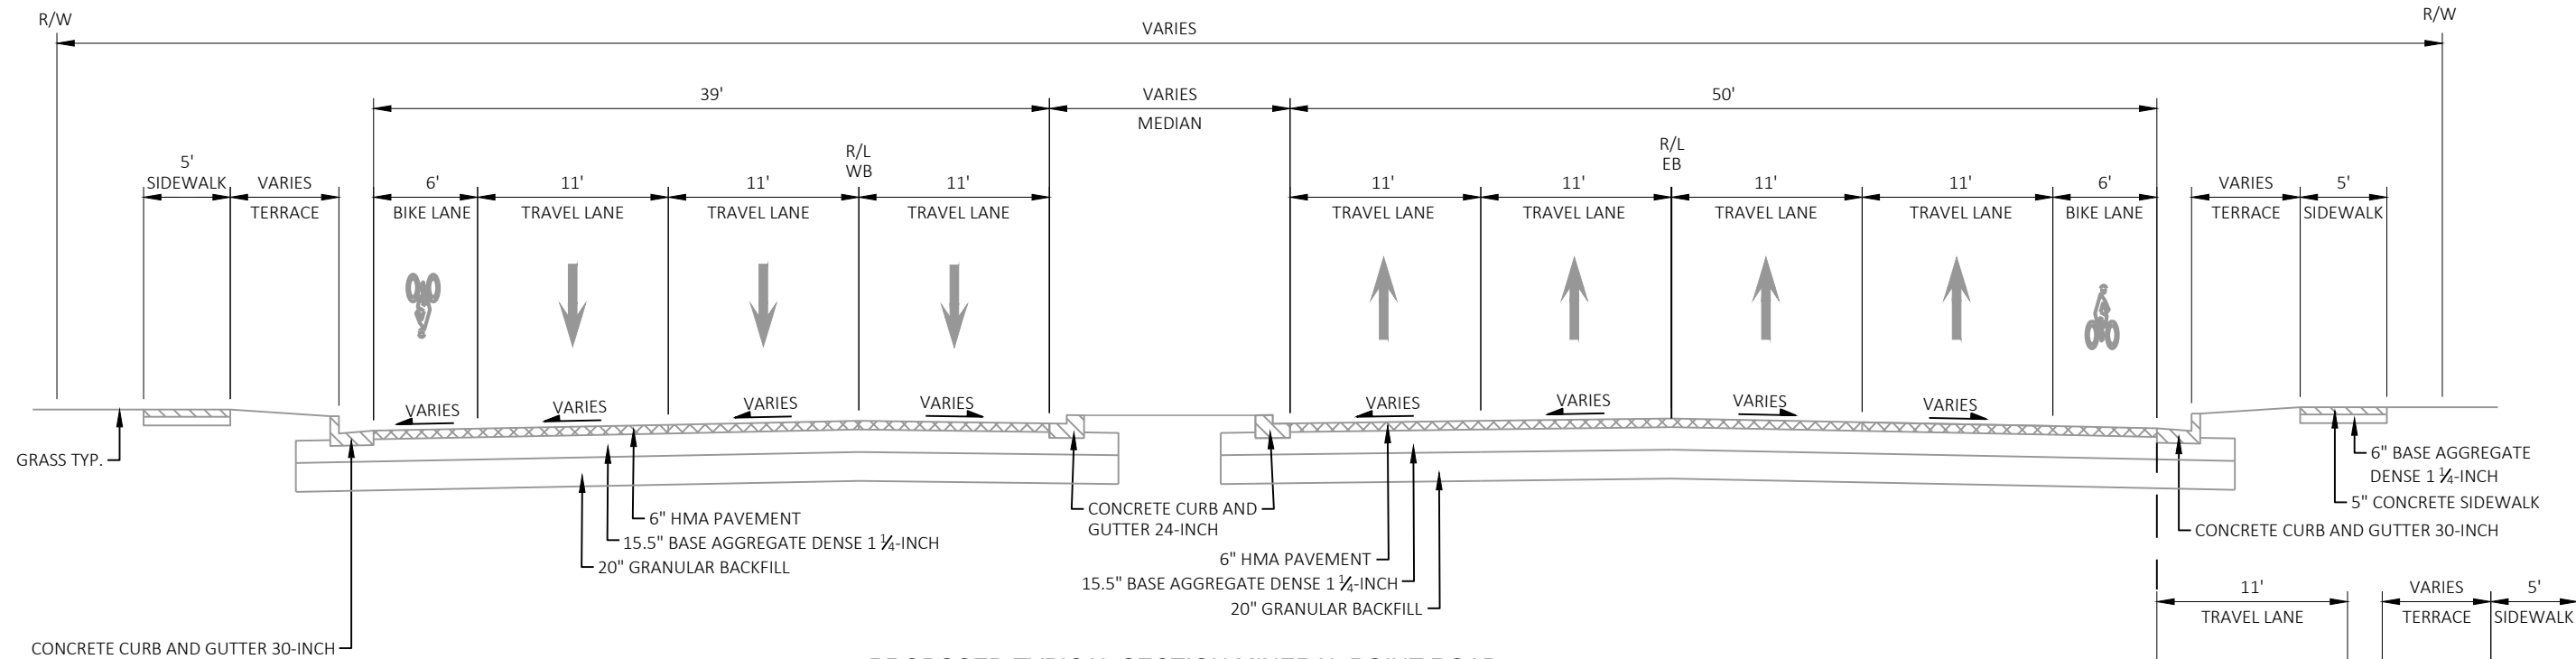 R/W
R/W
VARIES
39'
VARIES
MEDIAN
50'
R/L
WB
R/L
EB
5'
SIDEWALK
VARIES
TERRACE
6'
BIKE LANE
11'
TRAVEL LANE
11'
TRAVEL LANE
11'
TRAVEL LANE
11'
TRAVEL LANE
11'
TRAVEL LANE
11'
TRAVEL LANE
11'
TRAVEL LANE
6'
BIKE LANE
VARIES
TERRACE
5'
SIDEWALK
VARIES
VARIES
VARIES
VARIES
VARIES
VARIES
VARIES
VARIES
GRASS TYP.
6" HMA PAVEMENT
15.5" BASE AGGREGATE DENSE 1 1/4-INCH
20" GRANULAR BACKFILL
CONCRETE CURB AND GUTTER 30-INCH
CONCRETE CURB AND
GUTTER 24-INCH
6" HMA PAVEMENT
15.5" BASE AGGREGATE DENSE 1 1/4-INCH
20" GRANULAR BACKFILL
6" BASE AGGREGATE
DENSE 1 1/4-INCH
5" CONCRETE SIDEWALK
CONCRETE CURB AND GUTTER 30-INCH
11'
TRAVEL LANE
VARIES
TERRACE
5'
SIDEWALK